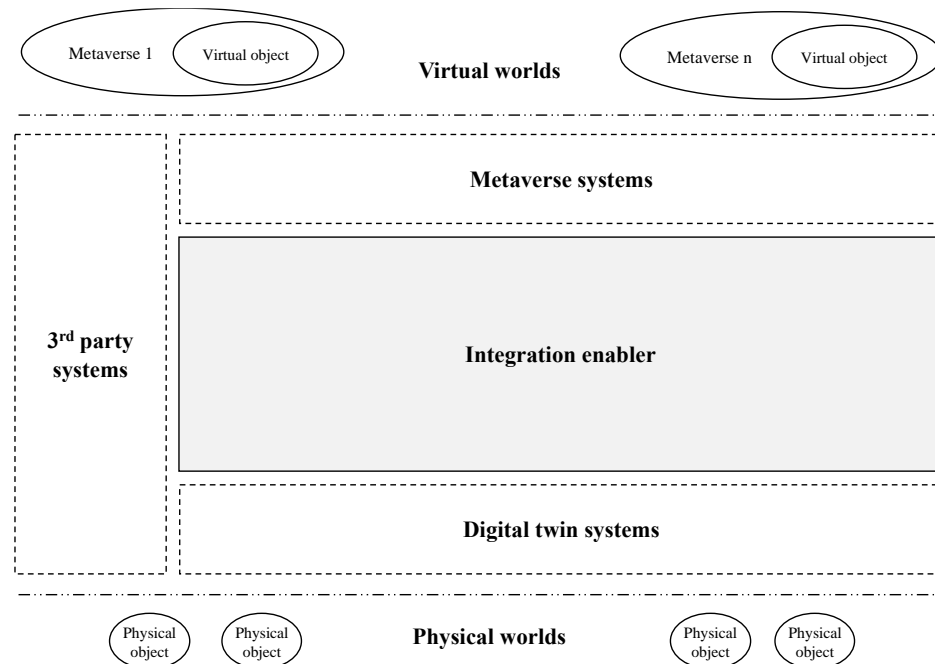 Metaverse 1
Virtual object
Virtual worlds
Metaverse n
Virtual object
Metaverse systems
3rd party
systems
Integration enabler
Digital twin systems
Physical
object
Physical
object
Physical worlds
Physical
object
Physical
object